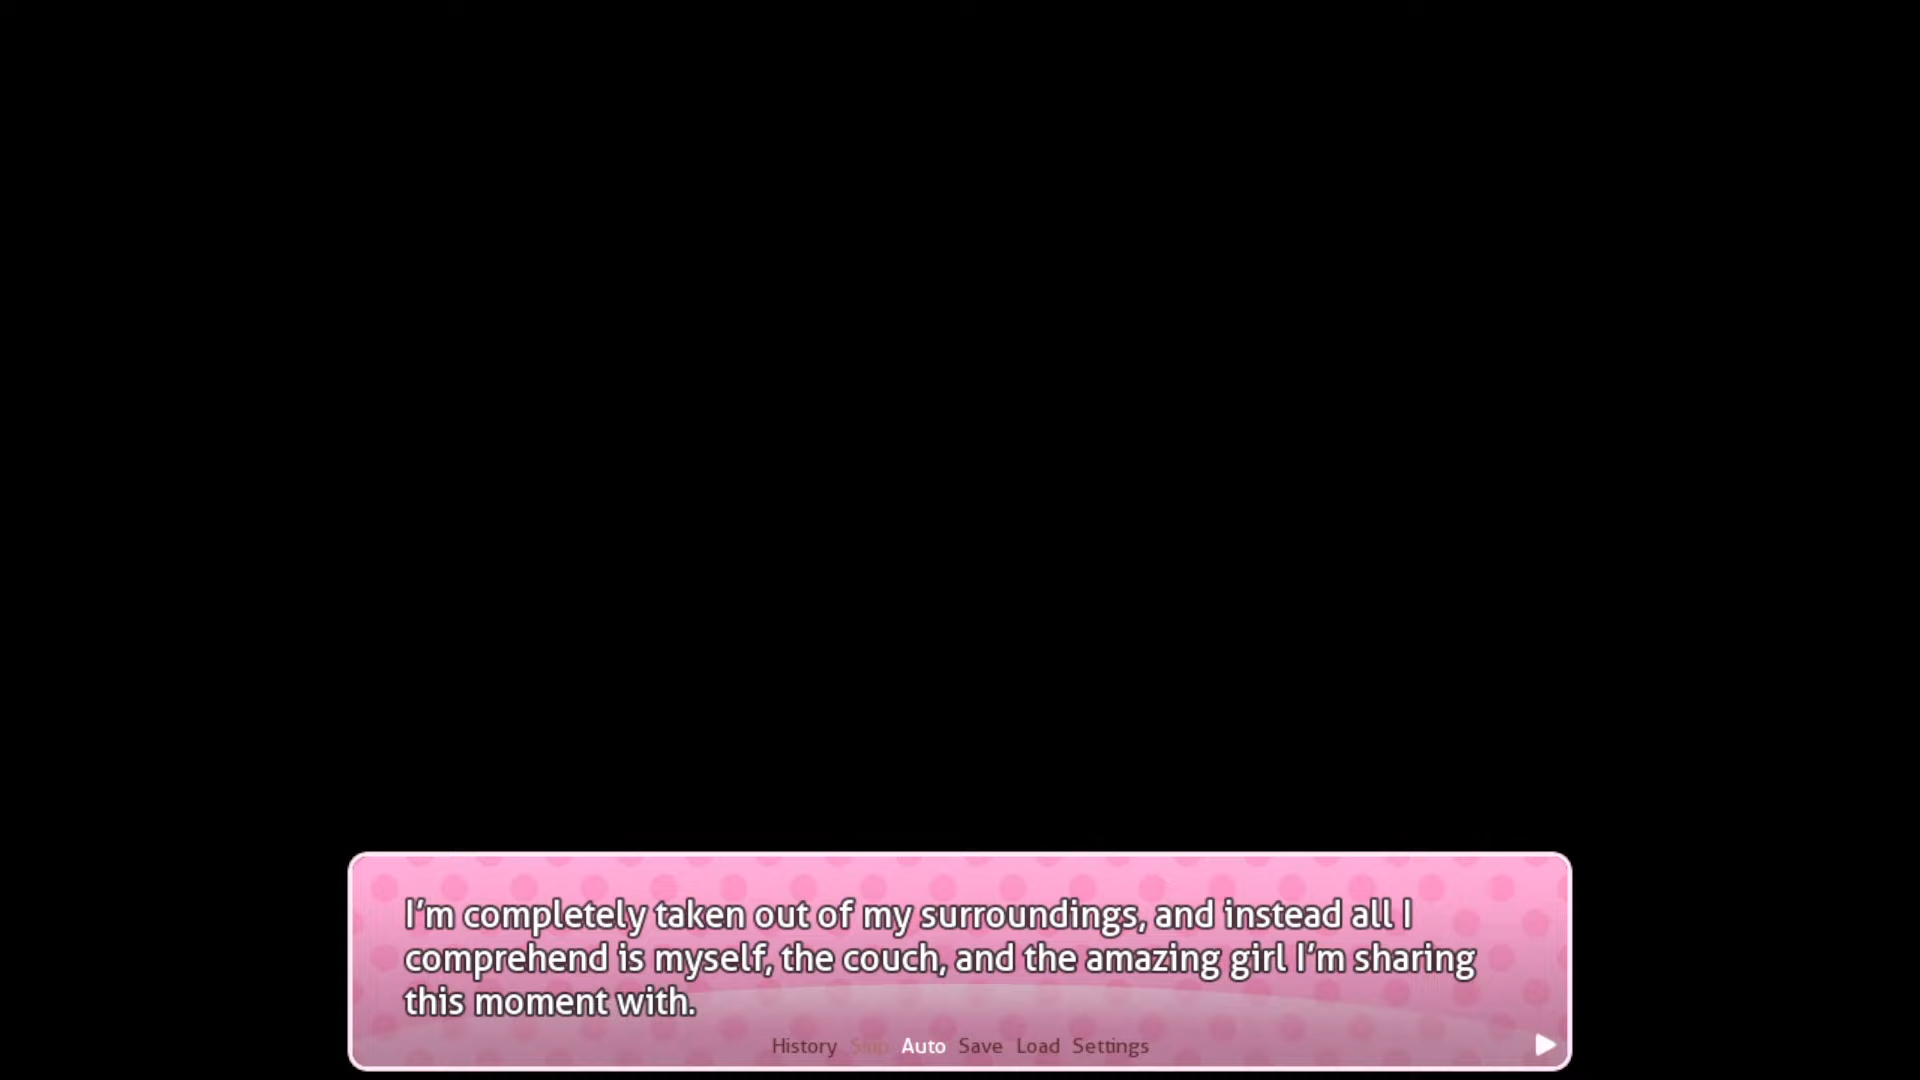 I'm completely taken out of my surroundings, and instead all I
comprehend is myself, the couch, and the amazing girl I'm sharing
this moment with.
History Skip Auto Save Load Settings